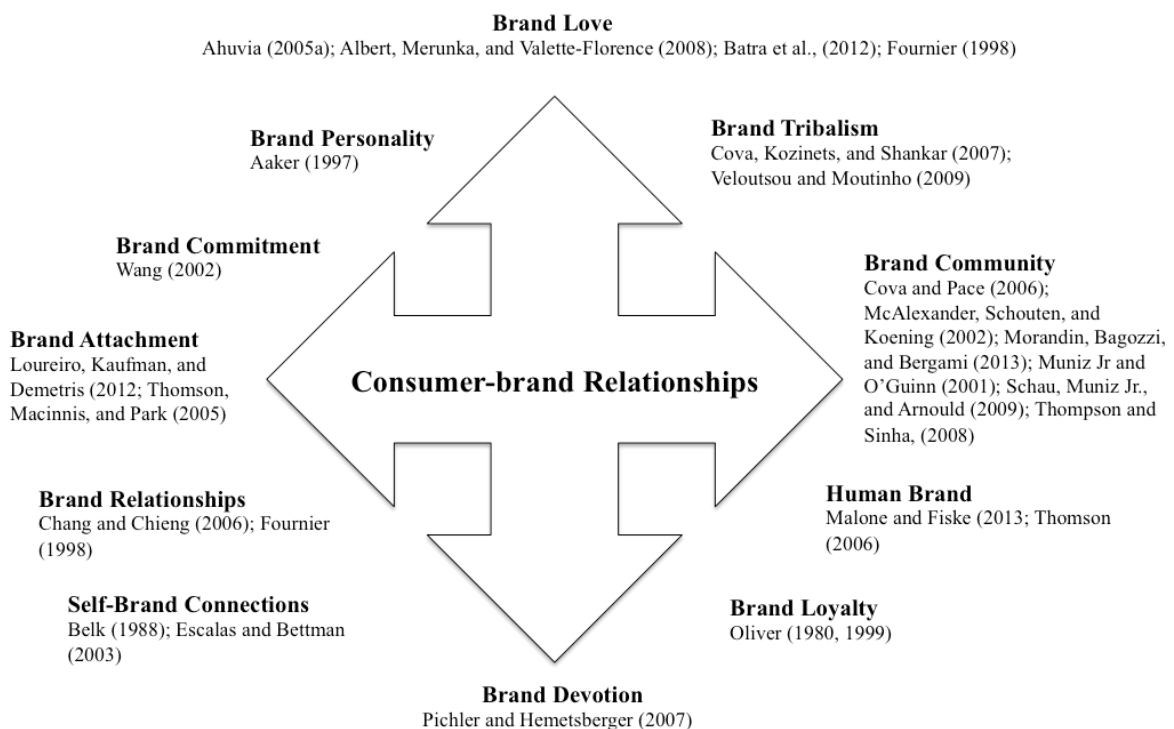 Brand Love
Ahuvia (2005a); Albert, Merunka, and Valette-Florence (2008); Batra et al., (2012); Fournier (1998)
Brand Personality
Aaker (1997)
Brand Tribalism
Cova, Kozinets, and Shankar (2007);
Veloutsou and Moutinho (2009)
Brand Commitment
Wang (2002)
Brand Community
Cova and Pace (2006);
McAlexander, Schouten, and
Koening (2002); Morandin, Bagozzi,
and Bergami (2013); Muniz Jr and
O’Guinn (2001); Schau, Muniz Jr.,
and Arnould (2009); Thompson and
Sinha, (2008)
Brand Attachment
Loureiro, Kaufman, and
Demetris (2012; Thomson,
Macinnis, and Park (2005)
Consumer-brand Relationships
Brand Relationships
Chang and Chieng (2006); Fournier
(1998)
Human Brand
Malone and Fiske (2013; Thomson
(2006)
Self-Brand Connections
Belk (1988); Escalas and Bettman
(2003)
Brand Loyalty
Oliver (1980, 1999)
Brand Devotion
Pichler and Hemetsberger (2007)